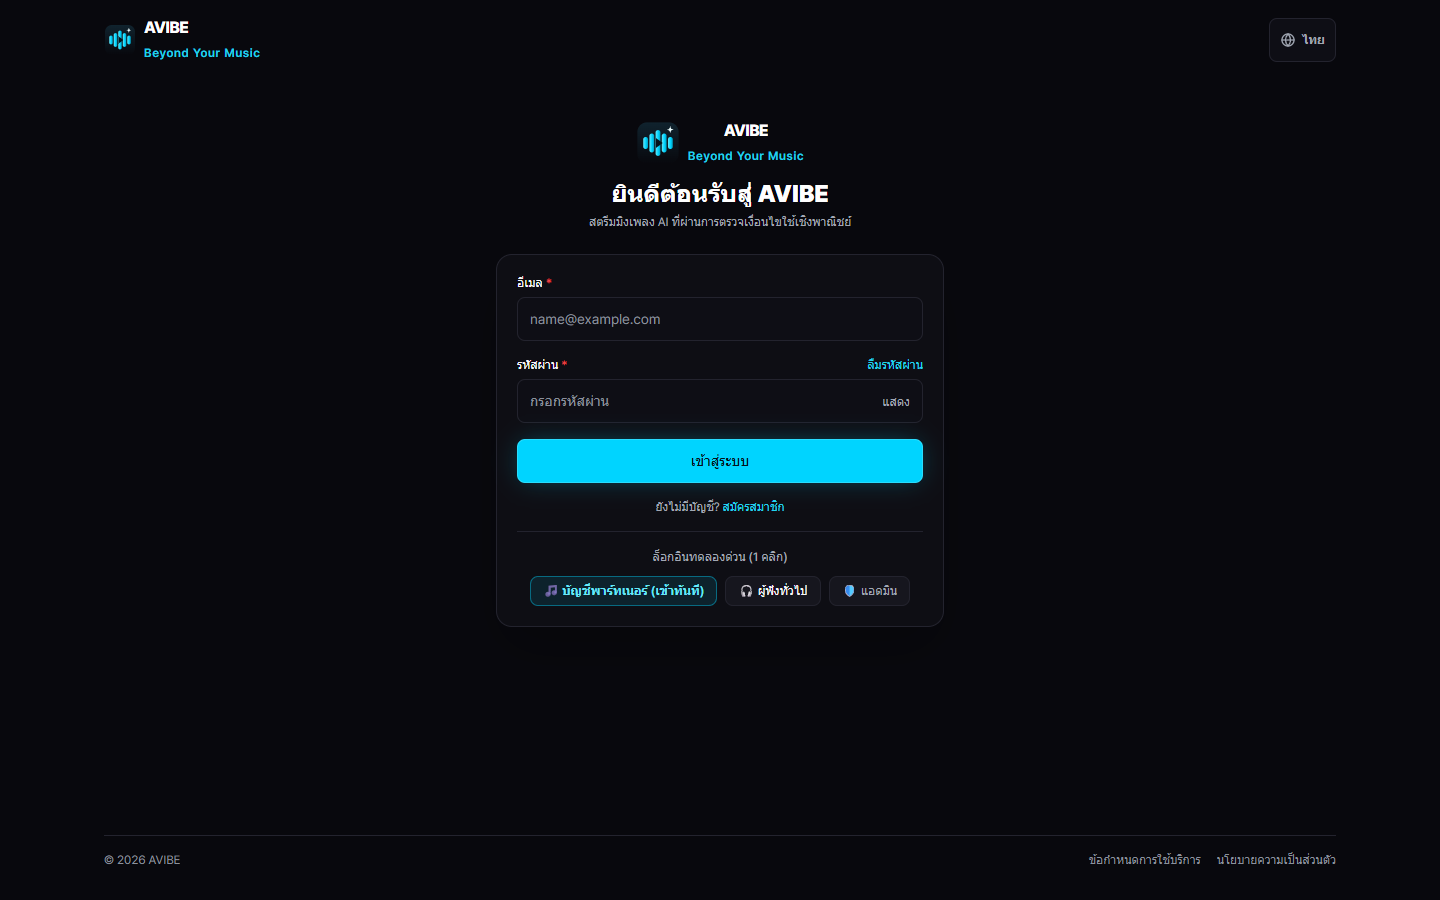 AVIBE
Beyond Your Music
ไทย
AVIBE
Beyond Your Music
ยินดีต้อนรับสู่ AVIBE
สตรีมมิงเพลง AI ที่ผ่านการตรวจเงื่อนไขใช้เชิงพาณิชย์
อีเมล *
name@example.com
รหัสผ่าน *
ลืมรหัสผ่าน
กรอกรหัสผ่าน
แสดง
เข้าสู่ระบบ
ยังไม่มีบัญชี? สมัครสมาชิก
ล็อกอินทดลองด่วน (1 คลิก)
🎵 บัญชีพาร์ทเนอร์ (เข้าทันที)
🎧 ผู้ฟังทั่วไป
🛡️ แอดมิน
© 2026 AVIBE
ข้อกำหนดการใช้บริการ
นโยบายความเป็นส่วนตัว